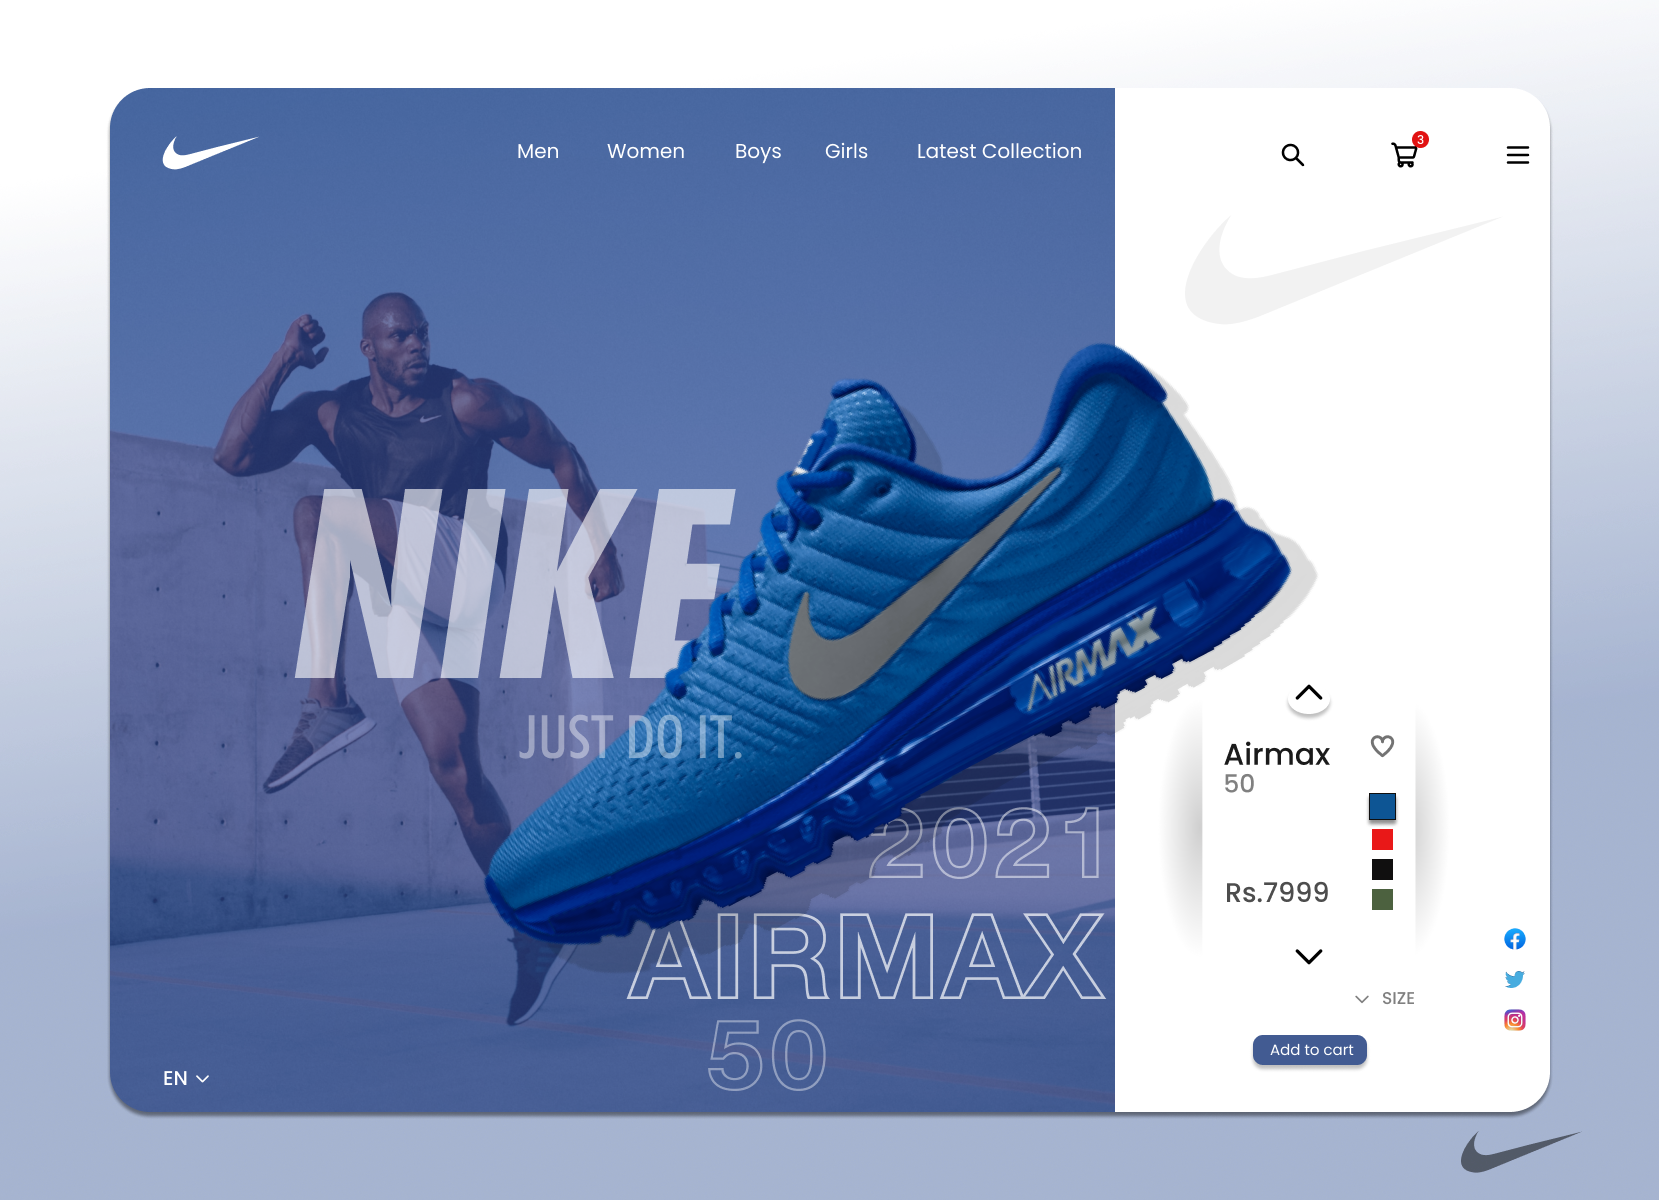 Men Women Boys Girls Latest Collection
3
NIKE
JUST DO IT.
AIRMAX
2021
AIRMAX
50
Airmax
50
Rs.7999
SIZE
Add to cart
EN